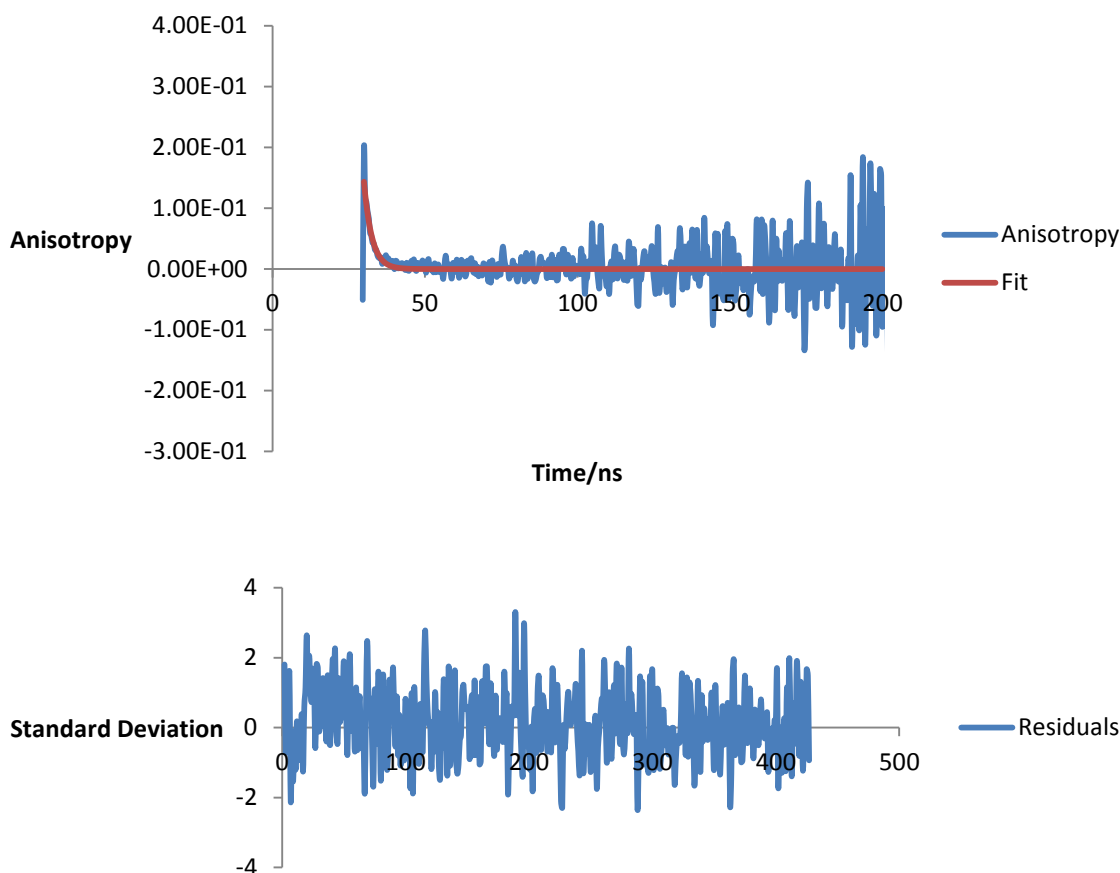 4.00E-01
3.00E-01
2.00E-01
1.00E-01
Anisotropy
0.00E+00
-1.00E-01
-2.00E-01
-3.00E-01
0 50 100 150 200
Time/ns
Anisotropy
Fit
4
2
Standard Deviation
0
-2
-4
0 100 200 300 400 500
Residuals